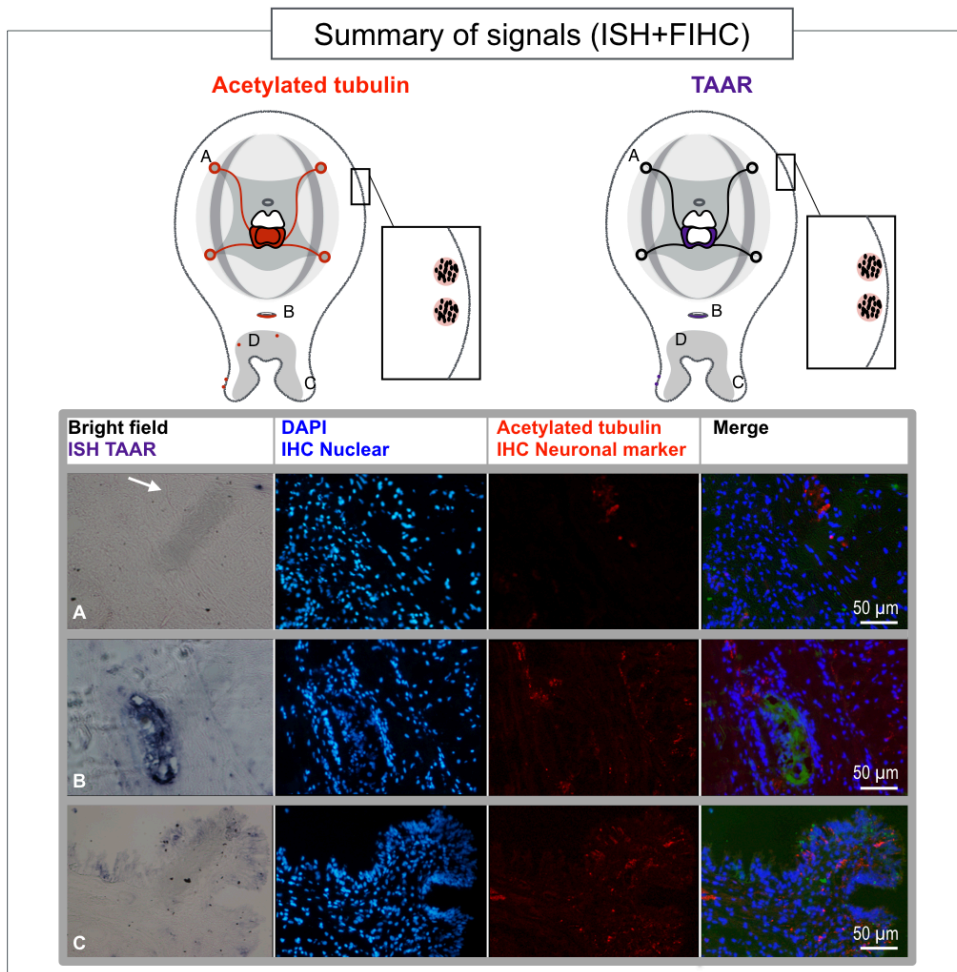 Summary of signals (ISH+FIHC)
Acetylated tubulin
TAAR
A
B
D
C
A
B
D
C
Bright field
ISH TAAR
DAPI
IHC Nuclear
Acetylated tubulin
IHC Neuronal marker
Merge
A
50 µm
B
50 µm
C
50 µm